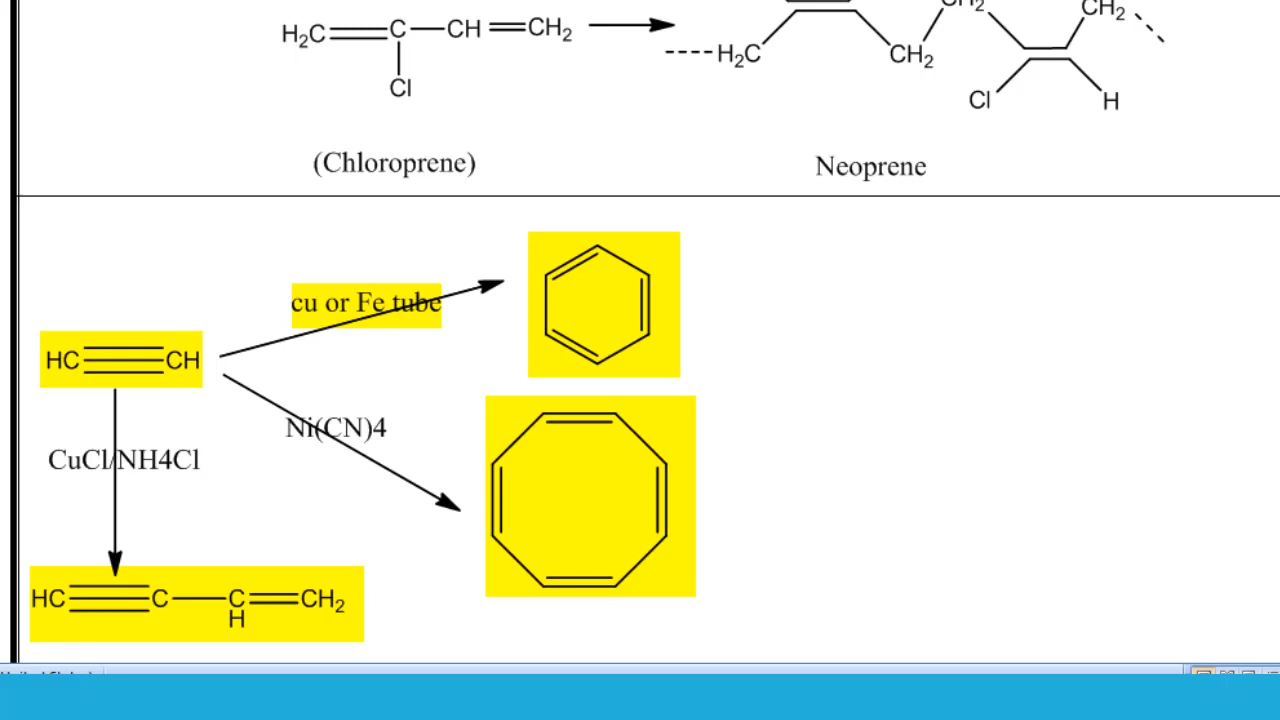 H₂C C CH CH₂
Cl
CH₂
CH₂
H₂C CH₂
Cl H
(Chloroprene) Neoprene
cu or Fe tube
HC CH
Ni(CN)4
CuCl/NH4Cl
HC C C CH₂
H